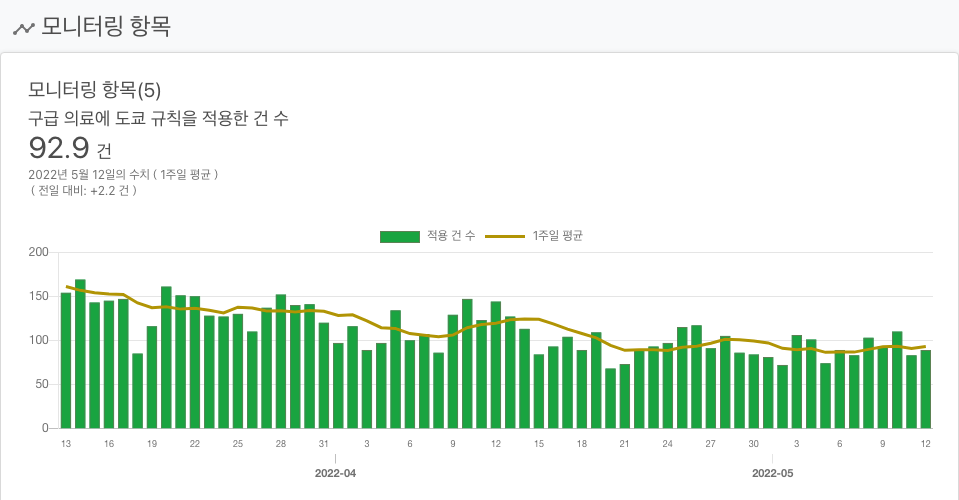 모니터링 항목
모니터링 항목(5)
구급 의료에 도쿄 규칙을 적용한 건 수
92.9 건
2022년 5월 12일의 수치 ( 1주일 평균 )
( 전일 대비: +2.2 건 )
적용 건 수 1주일 평균
200
150
100
50
0
13 16 19 22 25 28 31 3 6 9 12 15 18 21 24 27 30 3 6 9 12
2022-04 2022-05